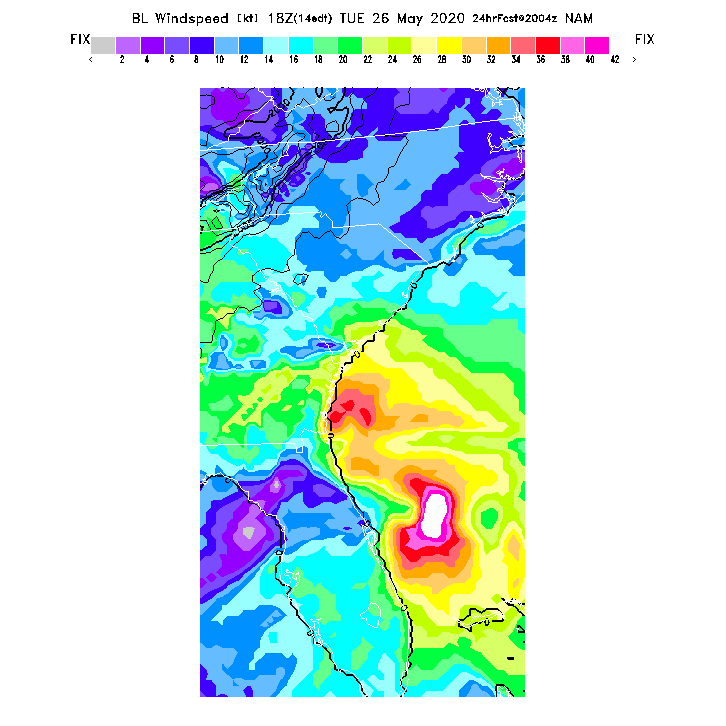 BL Windspeed [kt] 18Z(14edt) TUE 26 May 2020 24hrFcst@2004z NAM
FIX FIX
< 2 4 6 8 10 12 14 16 18 20 22 24 26 28 30 32 34 36 38 40 42 >